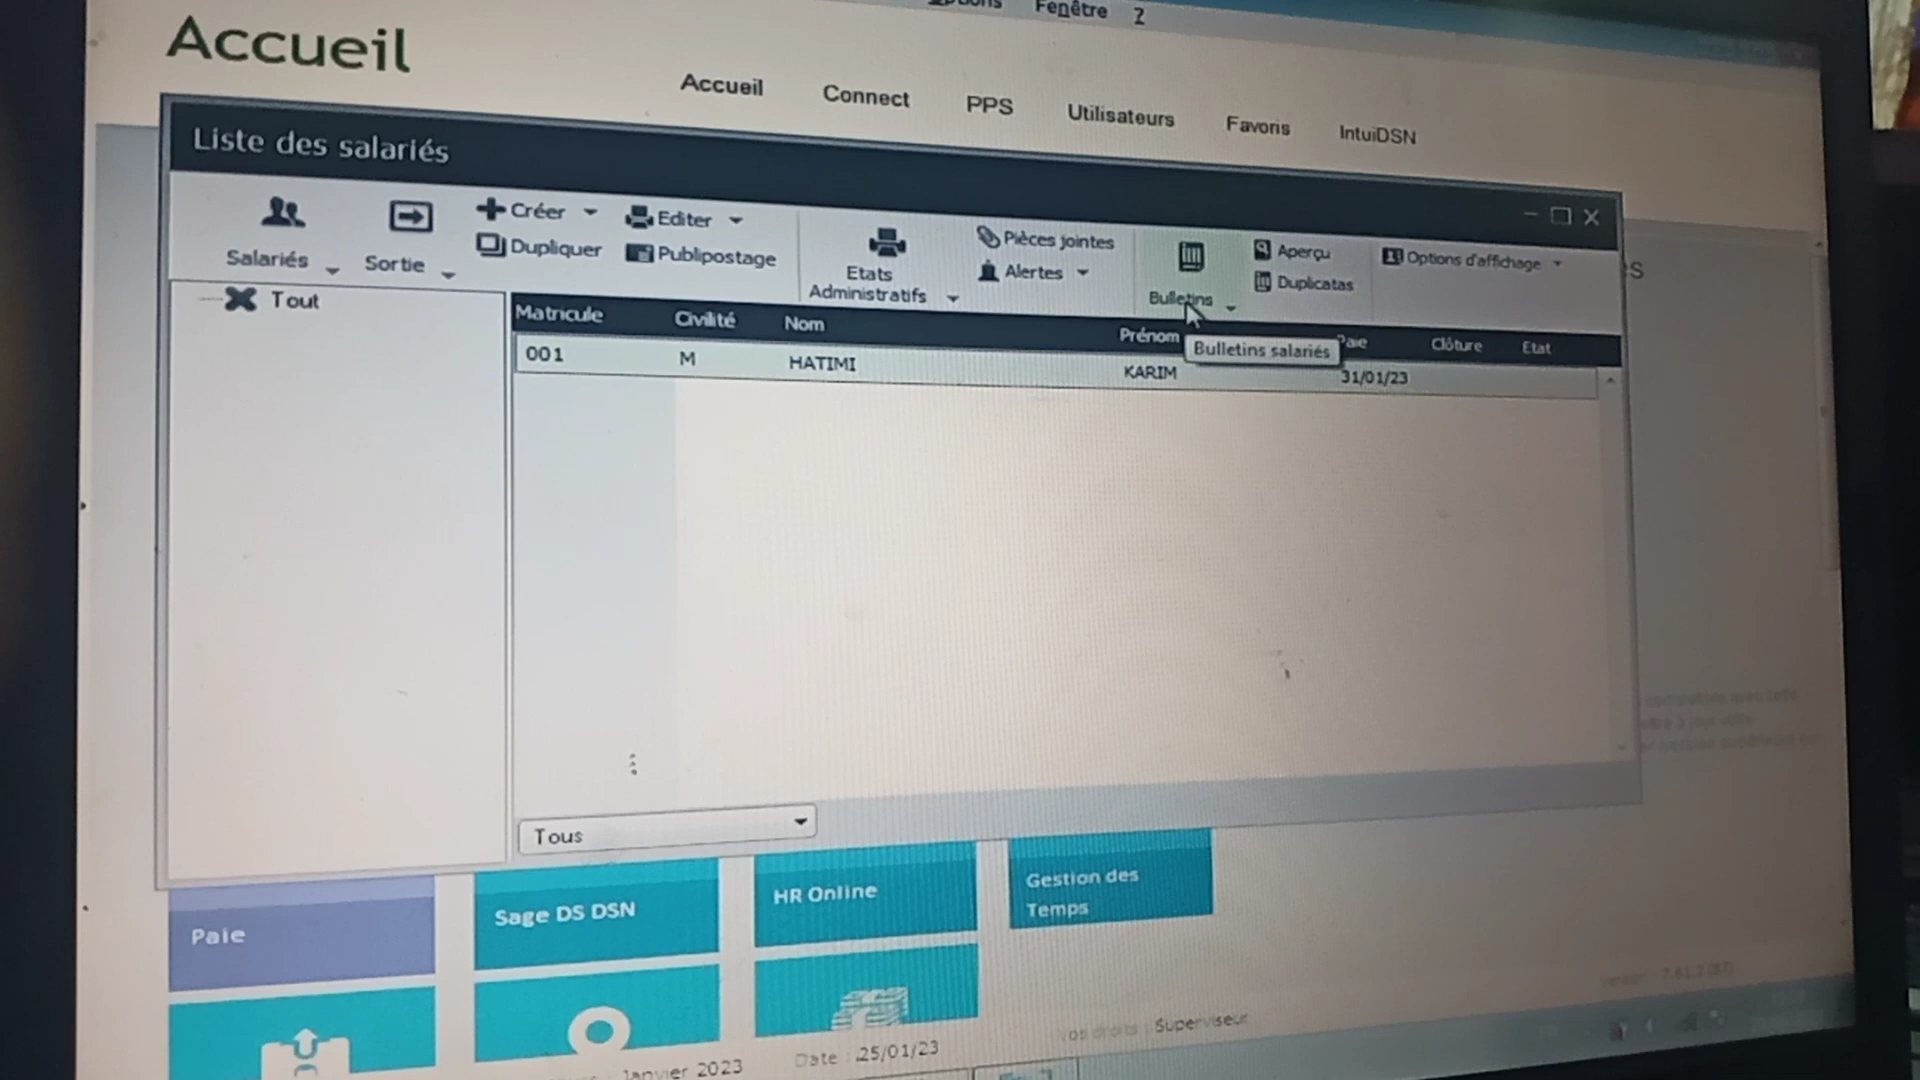 Fenêtre ?
Accueil
Accueil Connect PPS Utilisateurs Favoris IntuiDSN
Liste des salariés
Salariés Sortie Créer Editer
Dupliquer Publipostage
Etats Administratifs
Pièces jointes
Alertes
Bulletins
Aperçu
Duplicatas
Options d'affichage
Tout
Matricule Civilité Nom Prénom Paie Clôture Etat
Bulletins salariés
001 M HATIMI KARIM 31/01/23
Tous
Paie
Sage DS DSN
HR Online
Gestion des
Temps
Janvier 2023 Date : 25/01/23 vos droits : Superviseur